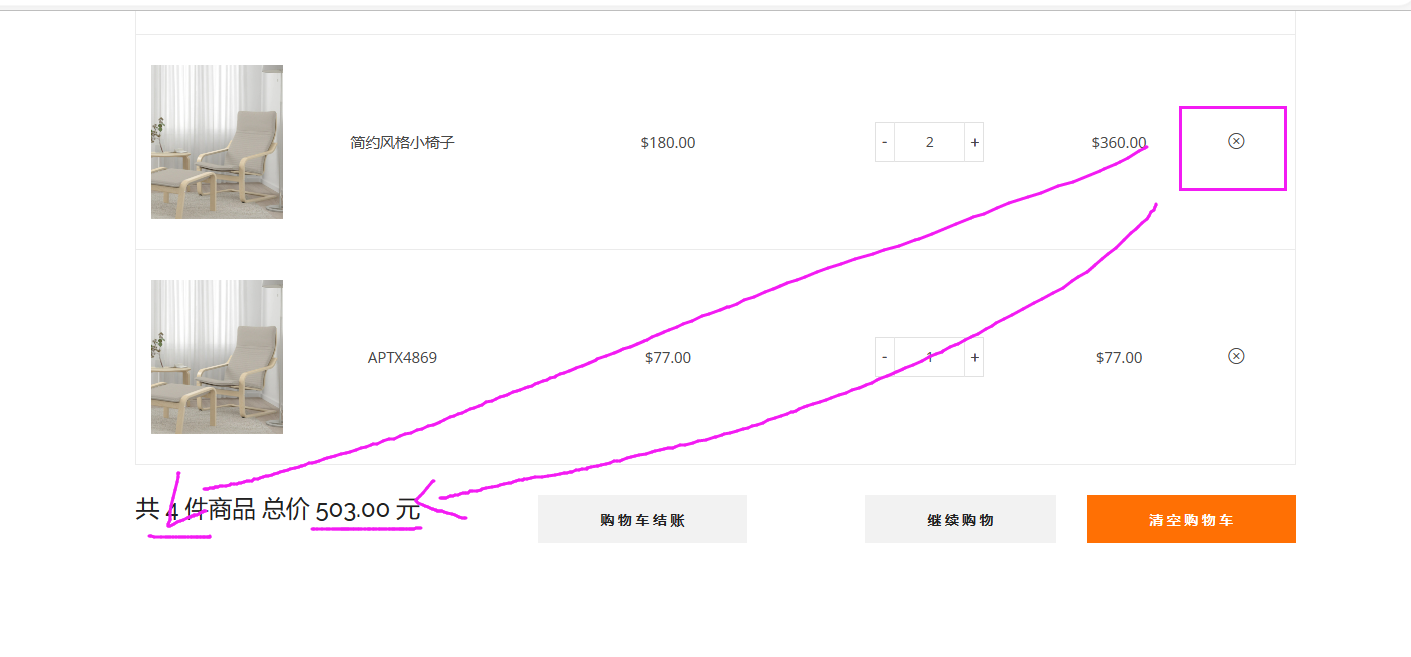 简约风格小椅子 $180.00 - 2 + $360.00
APTX4869 $77.00 - 1 + $77.00
共 4 件商品 总价 503.00 元 购物车结账 继续购物 清空购物车